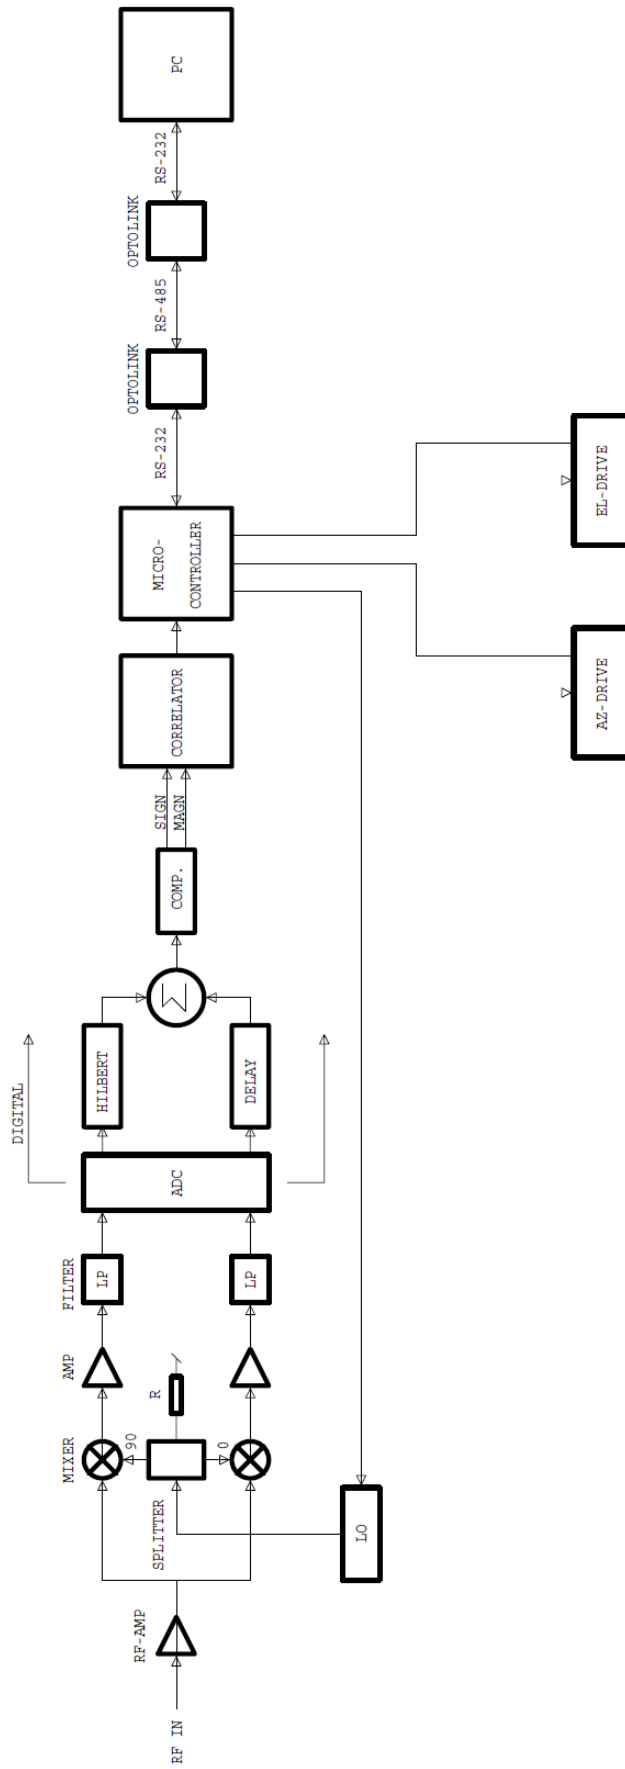 RF IN
RF-AMP
SPLITTER
MIXER
90
0
R
LO
AMP
FILTER
LP
LP
ADC
DIGITAL
HILBERT
DELAY
Σ
COMP.
SIGN
MAGN
CORRELATOR
MICRO-
CONTROLLER
RS-232
OPTOLINK
RS-485
OPTOLINK
RS-232
PC
AZ-DRIVE
EL-DRIVE